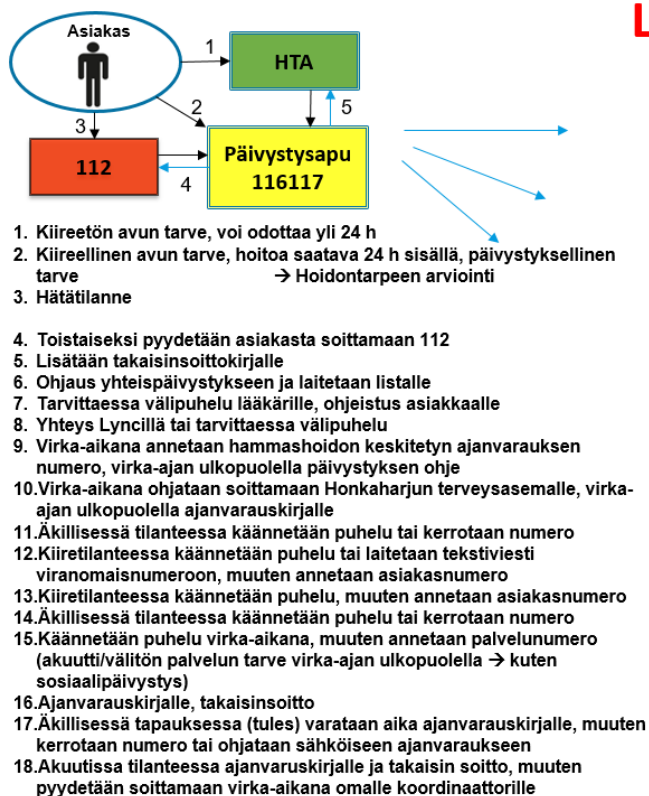 L
Asiakas
1
HTA
2
5
3
112
4
Päivystysapu
116117
1. Kiireetön avun tarve, voi odottaa yli 24 h
2. Kiireellinen avun tarve, hoitoa saatava 24 h sisällä, päivystyksellinen
tarve → Hoidontarpeen arviointi
3. Hätätilanne
4. Toistaiseksi pyydetään asiakasta soittamaan 112
5. Lisätään takaisinsoittokirjalle
6. Ohjaus yhteispäivystykseen ja laitetaan listalle
7. Tarvittaessa välipuhelu lääkärille, ohjeistus asiakkaalle
8. Yhteys Lyncillä tai tarvittaessa välipuhelu
9. Virka-aikana annetaan hammashoidon keskitetyn ajanvarauksen
numero, virka-ajan ulkopuolella päivystyksen ohje
10.Virka-aikana ohjataan soittamaan Honkaharjun terveysasemalle, virka-
ajan ulkopuolella ajanvarauskirjalle
11.Äkillisessä tilanteessa käännetään puhelu tai kerrotaan numero
12.Kiiretilanteessa käännetään puhelu tai laitetaan tekstiviesti
viranomaisnumeroon, muuten annetaan asiakasnumero
13.Kiiretilanteessa käännetään puhelu, muuten annetaan asiakasnumero
14.Äkillisessä tilanteessa käännetään puhelu tai kerrotaan numero
15.Käännetään puhelu virka-aikana, muuten annetaan palvelunumero
(akuutti/välitön palvelun tarve virka-ajan ulkopuolella → kuten
sosiaalipäivystys)
16.Ajanvarauskirjalle, takaisinsoitto
17.Äkillisessä tapauksessa (tules) varataan aika ajanvarauskirjalle, muuten
kerrotaan numero tai ohjataan sähköiseen ajanvaraukseen
18.Akuutissa tilanteessa ajanvaruskirjalle ja takaisin soitto, muuten
pyydetään soittamaan virka-aikana omalle koordinaattorille